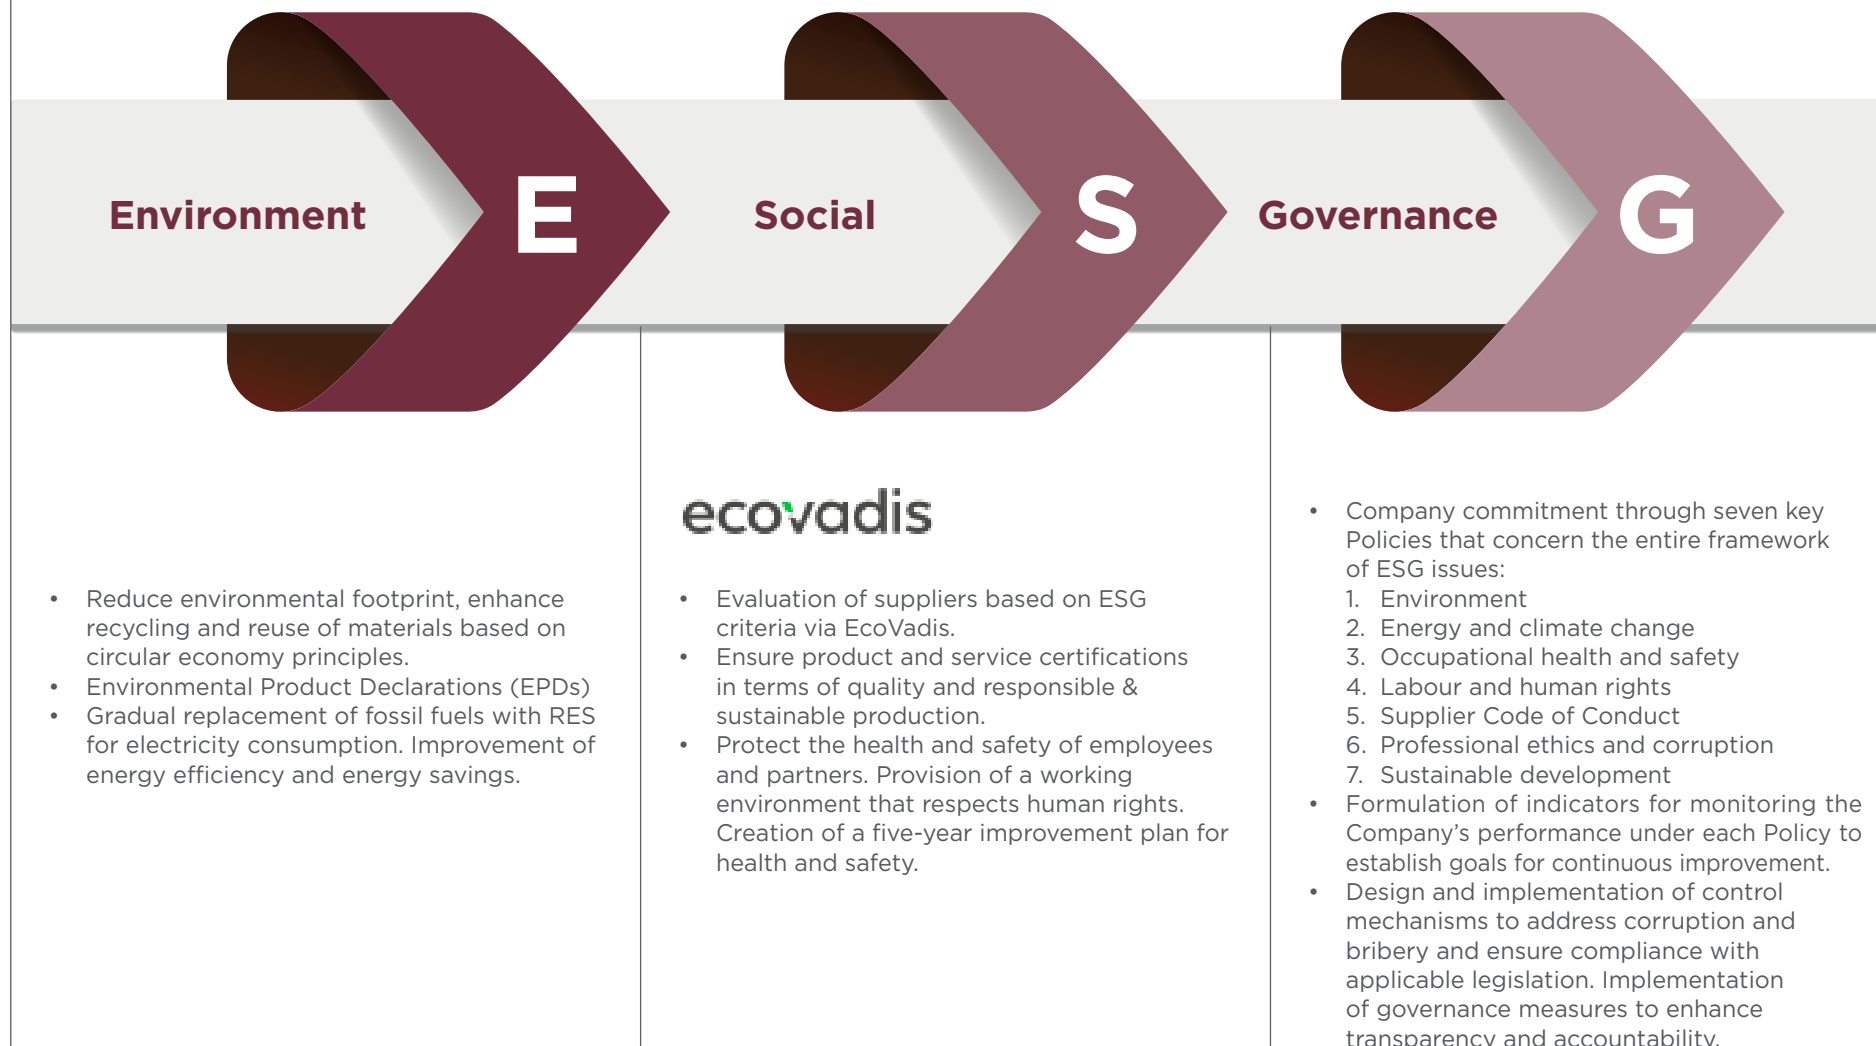 Environment
E
Social
S
Governance
G
• Reduce environmental footprint, enhance
recycling and reuse of materials based on
circular economy principles.
• Environmental Product Declarations (EPDs)
• Gradual replacement of fossil fuels with RES
for electricity consumption. Improvement of
energy efficiency and energy savings.
ecovadis
• Evaluation of suppliers based on ESG
criteria via EcoVadis.
• Ensure product and service certifications
in terms of quality and responsible &
sustainable production.
• Protect the health and safety of employees
and partners. Provision of a working
environment that respects human rights.
Creation of a five-year improvement plan for
health and safety.
• Company commitment through seven key
Policies that concern the entire framework
of ESG issues:
1. Environment
2. Energy and climate change
3. Occupational health and safety
4. Labour and human rights
5. Supplier Code of Conduct
6. Professional ethics and corruption
7. Sustainable development
• Formulation of indicators for monitoring the
Company’s performance under each Policy to
establish goals for continuous improvement.
• Design and implementation of control
mechanisms to address corruption and
bribery and ensure compliance with
applicable legislation. Implementation
of governance measures to enhance
transparency and accountability.